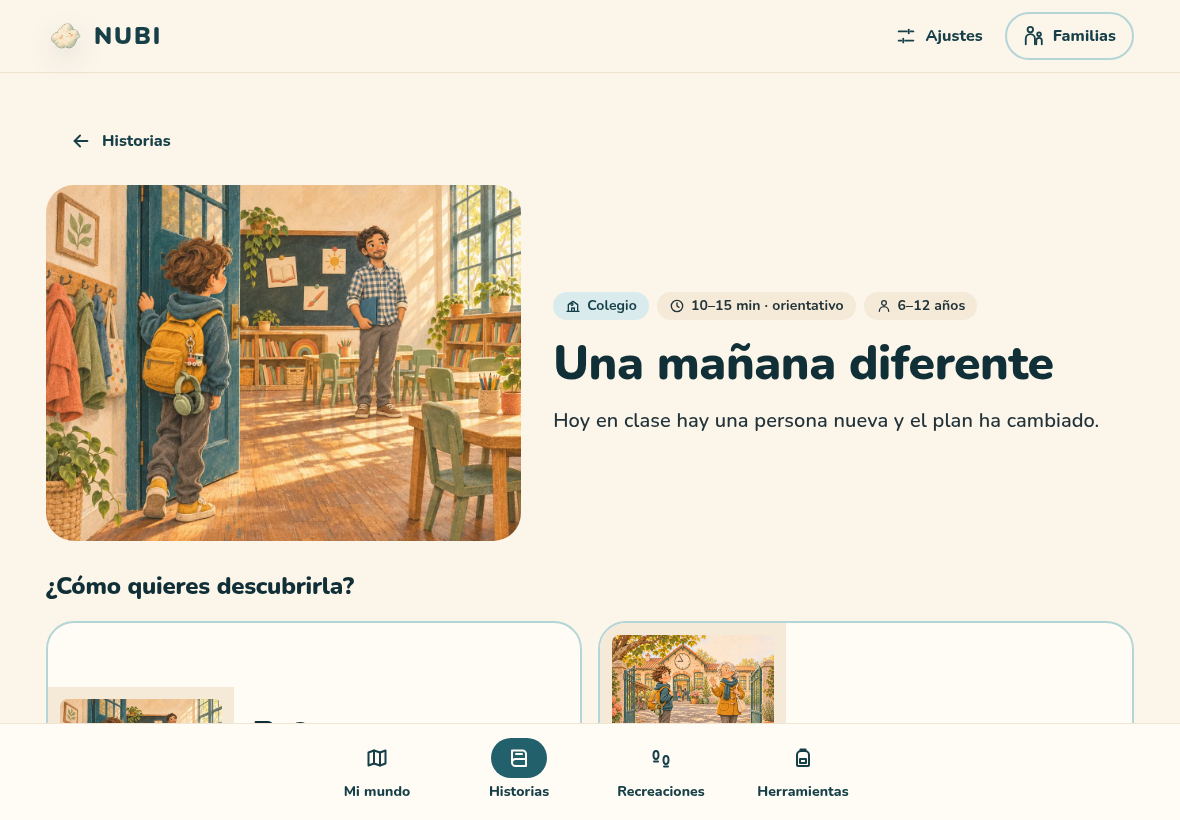 NUBI
Ajustes
Familias
Historias
Colegio
10–15 min · orientativo
6–12 años
Una mañana diferente
Hoy en clase hay una persona nueva y el plan ha cambiado.
¿Cómo quieres descubrirla?
Mi mundo
Historias
Recreaciones
Herramientas